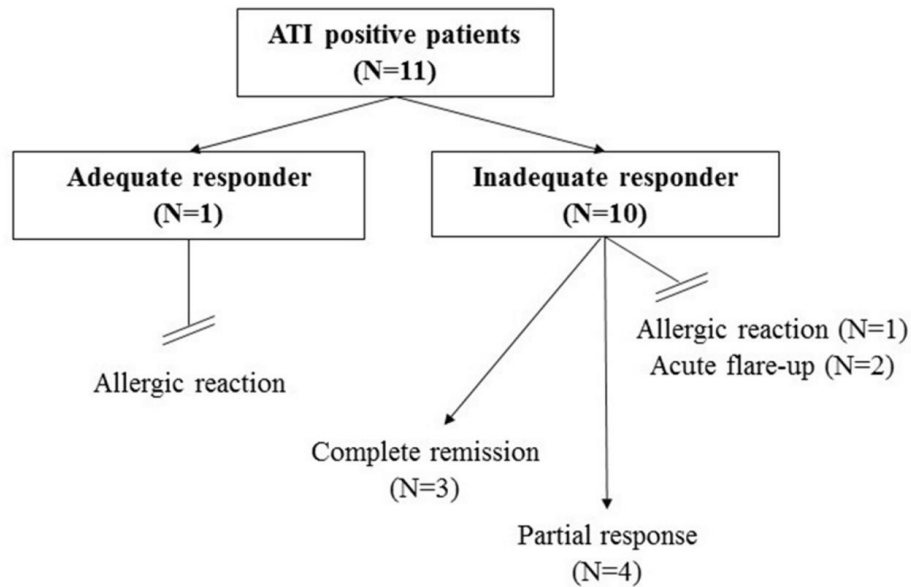 ATI positive patients
(N=11)
Adequate responder
(N=1)
Inadequate responder
(N=10)
Allergic reaction
Allergic reaction (N=1)
Acute flare-up (N=2)
Complete remission
(N=3)
Partial response
(N=4)